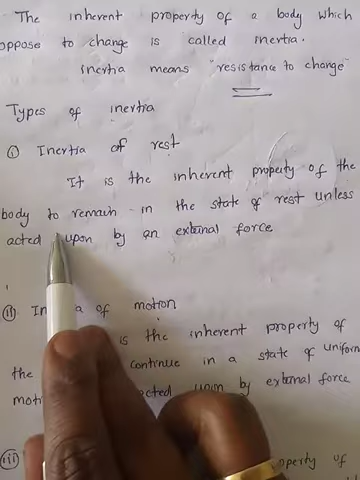 The inherent property of a body which
oppose to change is called inertia.
inertia means "resistance to change"
Types of inertia
(i) Inertia of rest
It is the inherent property of the
body to remain in the state of rest unless
acted upon by an external force
(ii) In a of motion
is the inherent property of
the continue in a state of uniform
moti acted upon by external force
(iii)
perty of